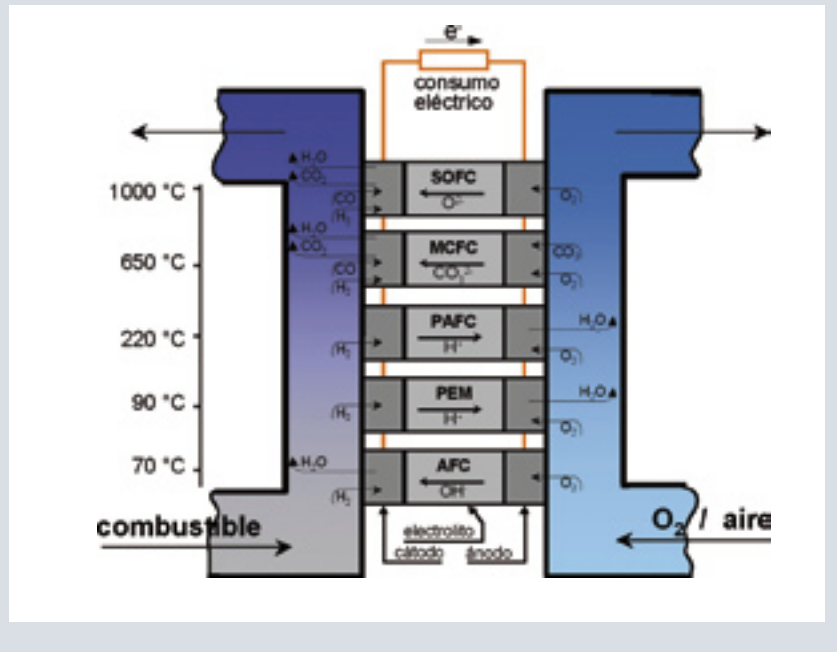 e⁻
consumo
eléctrico
H₂O
CO₂
1000 °C
CO
H₂
SOFC
O²⁻
O₂
H₂O
CO₂
650 °C
CO
H₂
MCFC
CO₃²⁻
CO₂
O₂
220 °C
H₂
PAFC
H⁺
H₂O
O₂
90 °C
H₂
PEM
H⁺
H₂O
O₂
70 °C
H₂O
H₂
AFC
OH
O₂
combustible
O₂ / aire
electrolito
cátodo
ánodo